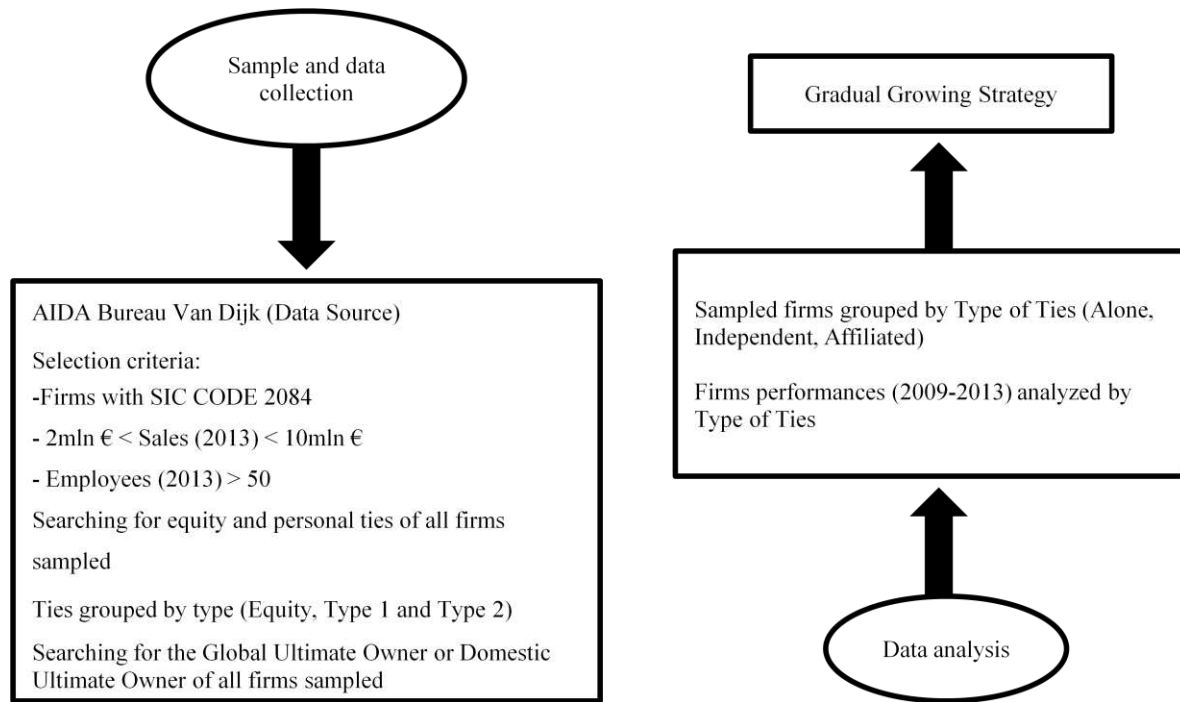 Sample and data
collection
AIDA Bureau Van Dijk (Data Source)
Selection criteria:
-Firms with SIC CODE 2084
- 2mln € < Sales (2013) < 10mln €
- Employees (2013) > 50
Searching for equity and personal ties of all firms
sampled
Ties grouped by type (Equity, Type 1 and Type 2)
Searching for the Global Ultimate Owner or Domestic
Ultimate Owner of all firms sampled
Gradual Growing Strategy
Sampled firms grouped by Type of Ties (Alone,
Independent, Affiliated)
Firms performances (2009-2013) analyzed by
Type of Ties
Data analysis